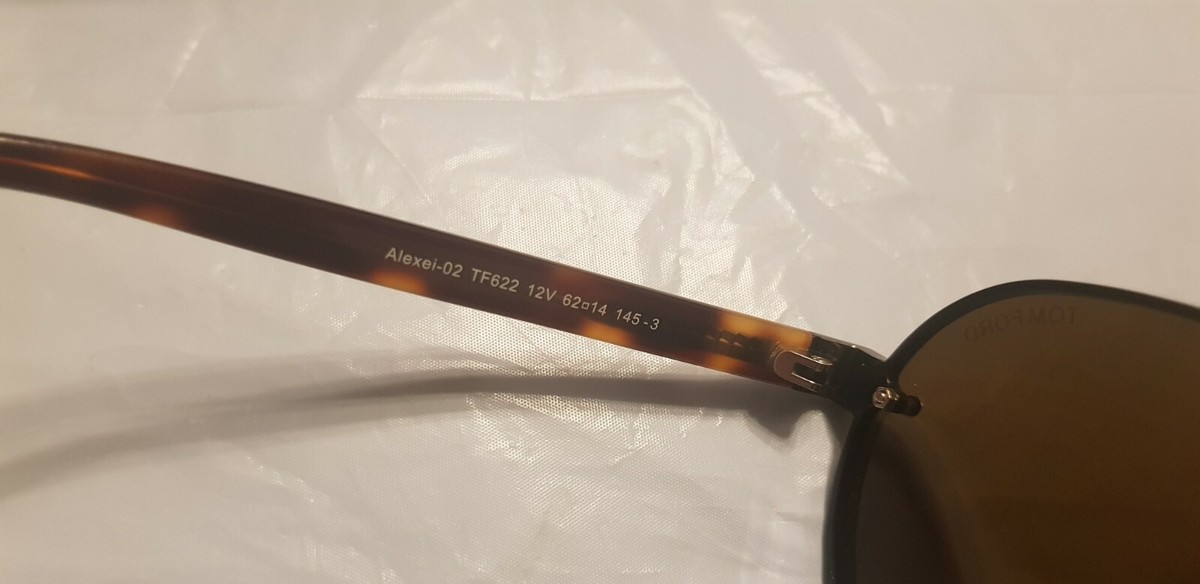 Alexei-02 TF622 12V 62□14 145-3
TOM FORD